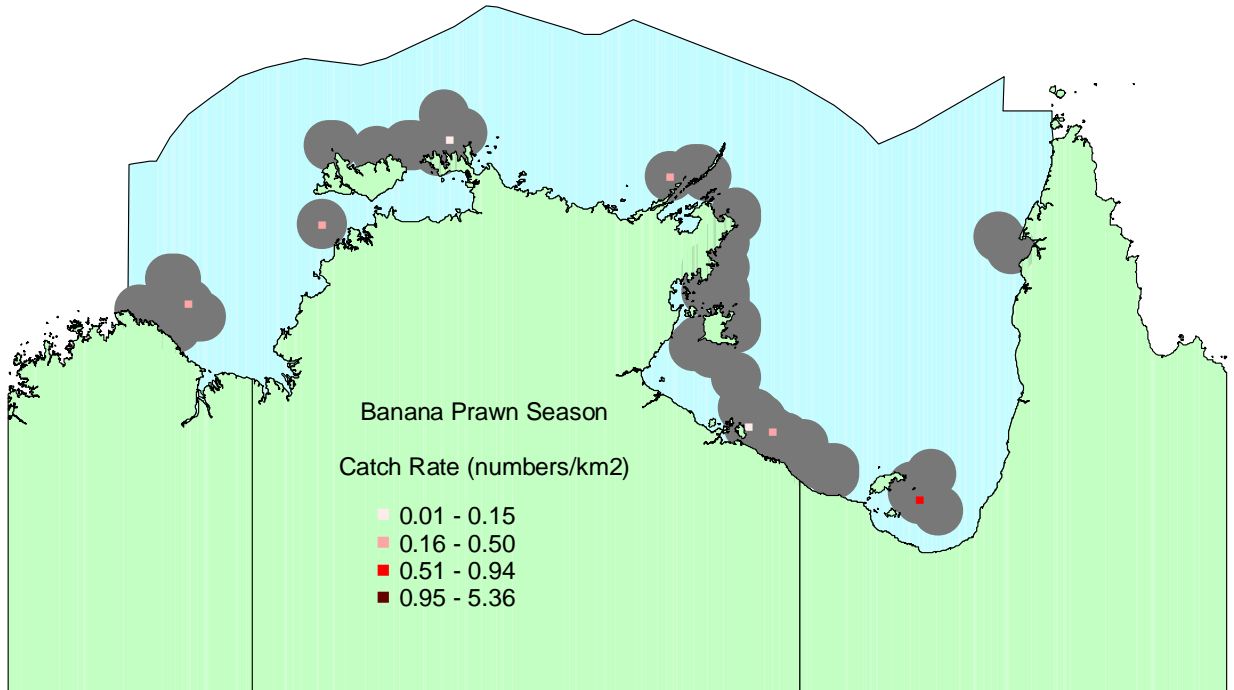 Banana Prawn Season
Catch Rate (numbers/km2)
0.01 - 0.15
0.16 - 0.50
0.51 - 0.94
0.95 - 5.36